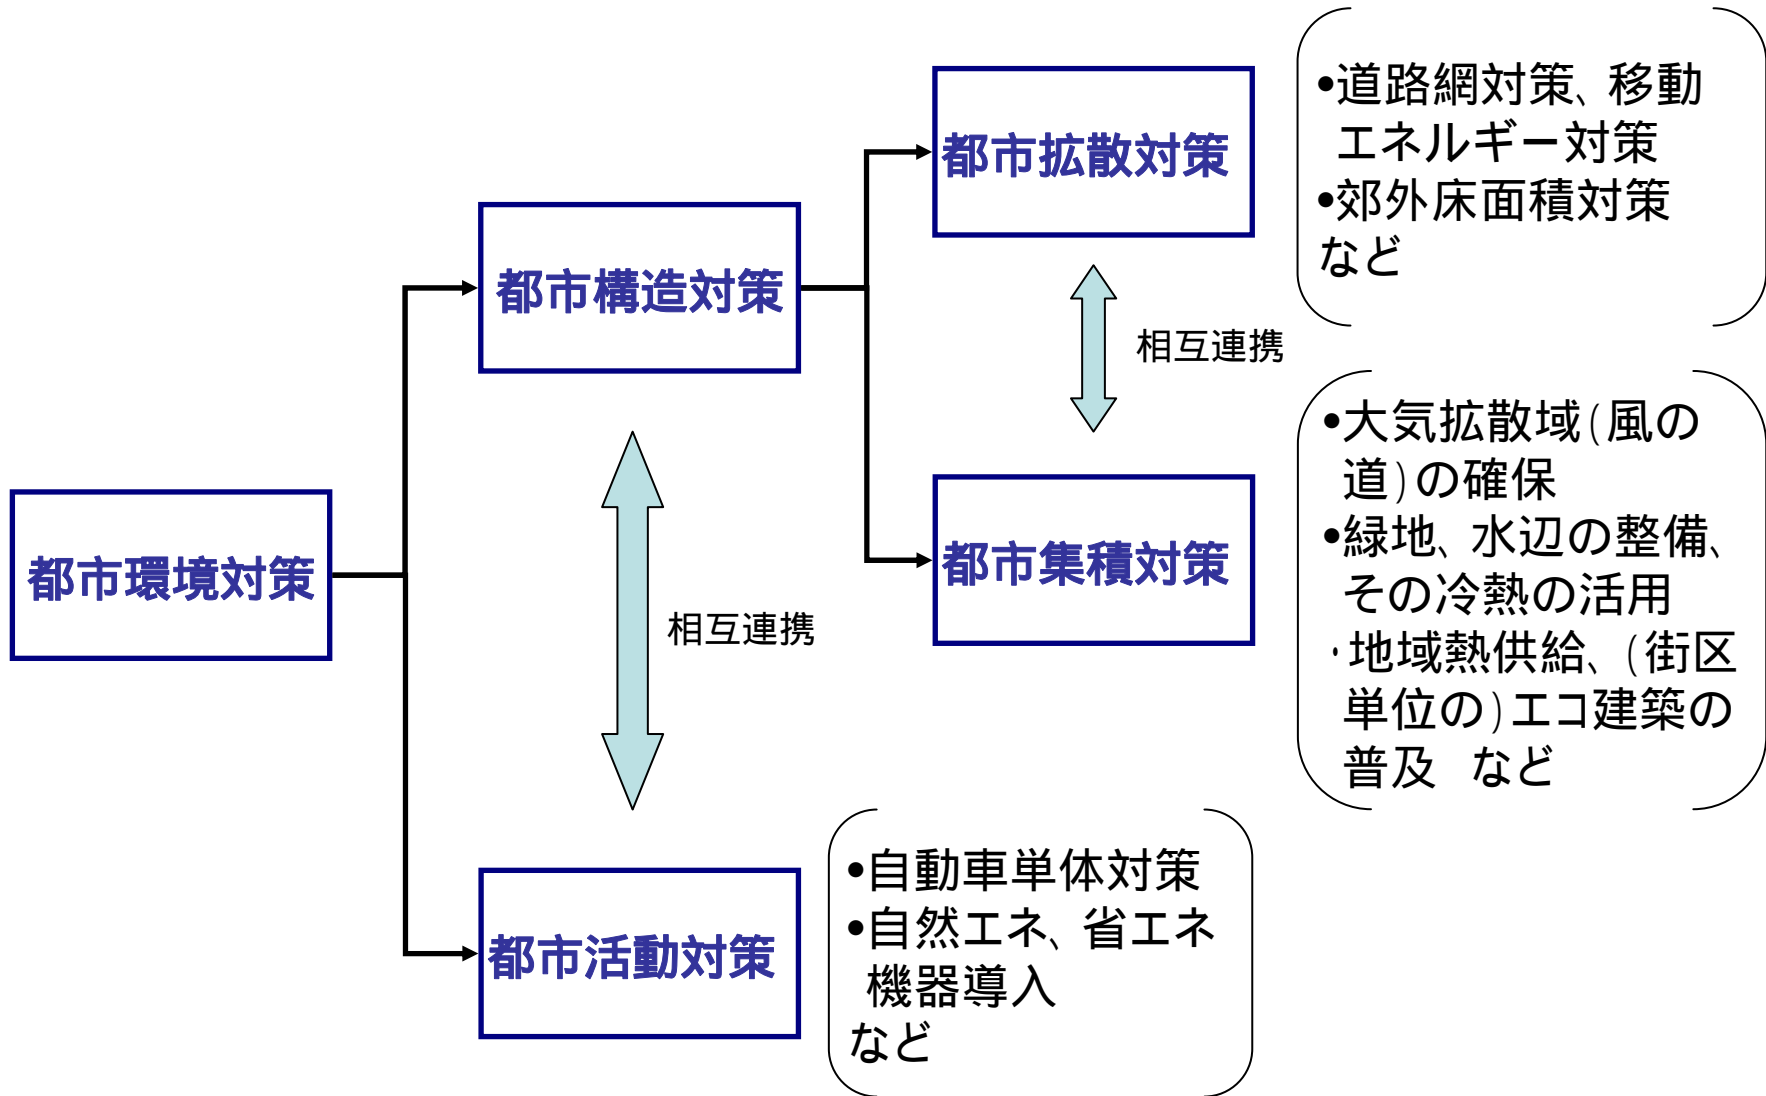 都市環境対策
都市構造対策
都市活動対策
相互連携
都市拡散対策
都市集積対策
相互連携
•道路網対策、移動
エネルギー対策
•郊外床面積対策
など
•大気拡散域(風の
道)の確保
•緑地、水辺の整備、
その冷熱の活用
・地域熱供給、(街区
単位の)エコ建築の
普及 など
•自動車単体対策
•自然エネ、省エネ
機器導入
など